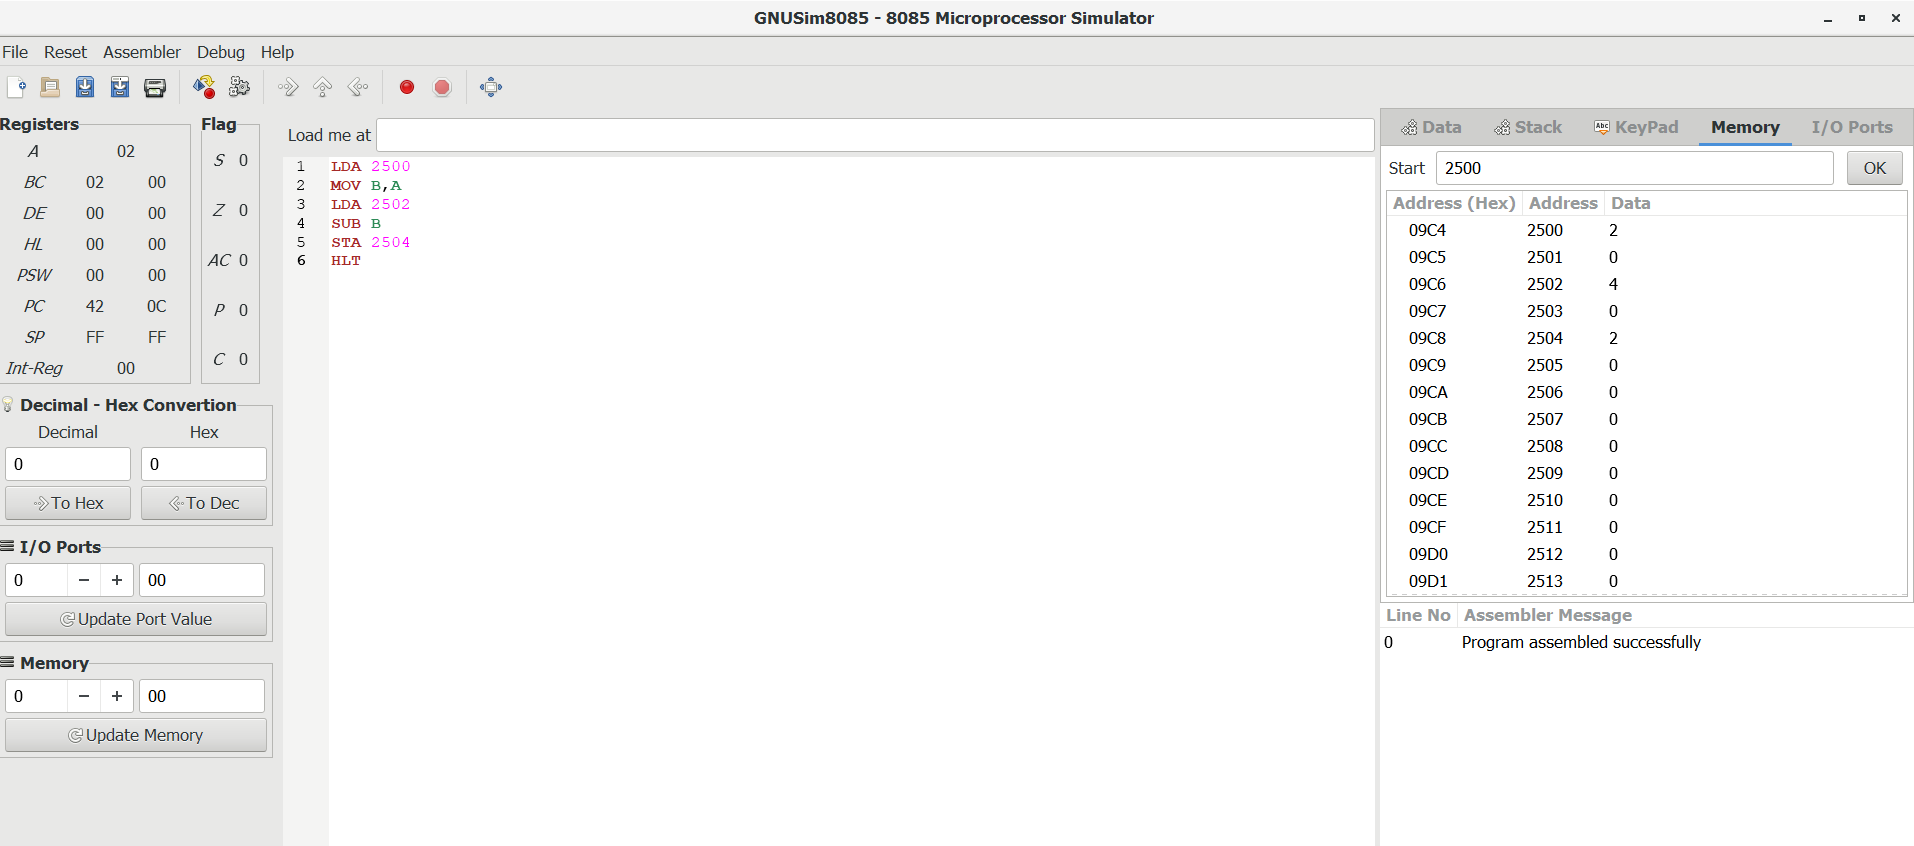 GNUSim8085 - 8085 Microprocessor Simulator
File Reset Assembler Debug Help
Registers
A 02
BC 02 00
DE 00 00
HL 00 00
PSW 00 00
PC 42 0C
SP FF FF
Int-Reg 00
Flag
S 0
Z 0
AC 0
P 0
C 0
Decimal - Hex Convertion
Decimal Hex
0 0
To Hex To Dec
I/O Ports
0 − + 00
Update Port Value
Memory
0 − + 00
Update Memory
Load me at
1 LDA 2500
2 MOV B,A
3 LDA 2502
4 SUB B
5 STA 2504
6 HLT
Data Stack Abc KeyPad Memory I/O Ports
Start 2500 OK
Address (Hex) Address Data
09C4 2500 2
09C5 2501 0
09C6 2502 4
09C7 2503 0
09C8 2504 2
09C9 2505 0
09CA 2506 0
09CB 2507 0
09CC 2508 0
09CD 2509 0
09CE 2510 0
09CF 2511 0
09D0 2512 0
09D1 2513 0
Line No Assembler Message
0 Program assembled successfully